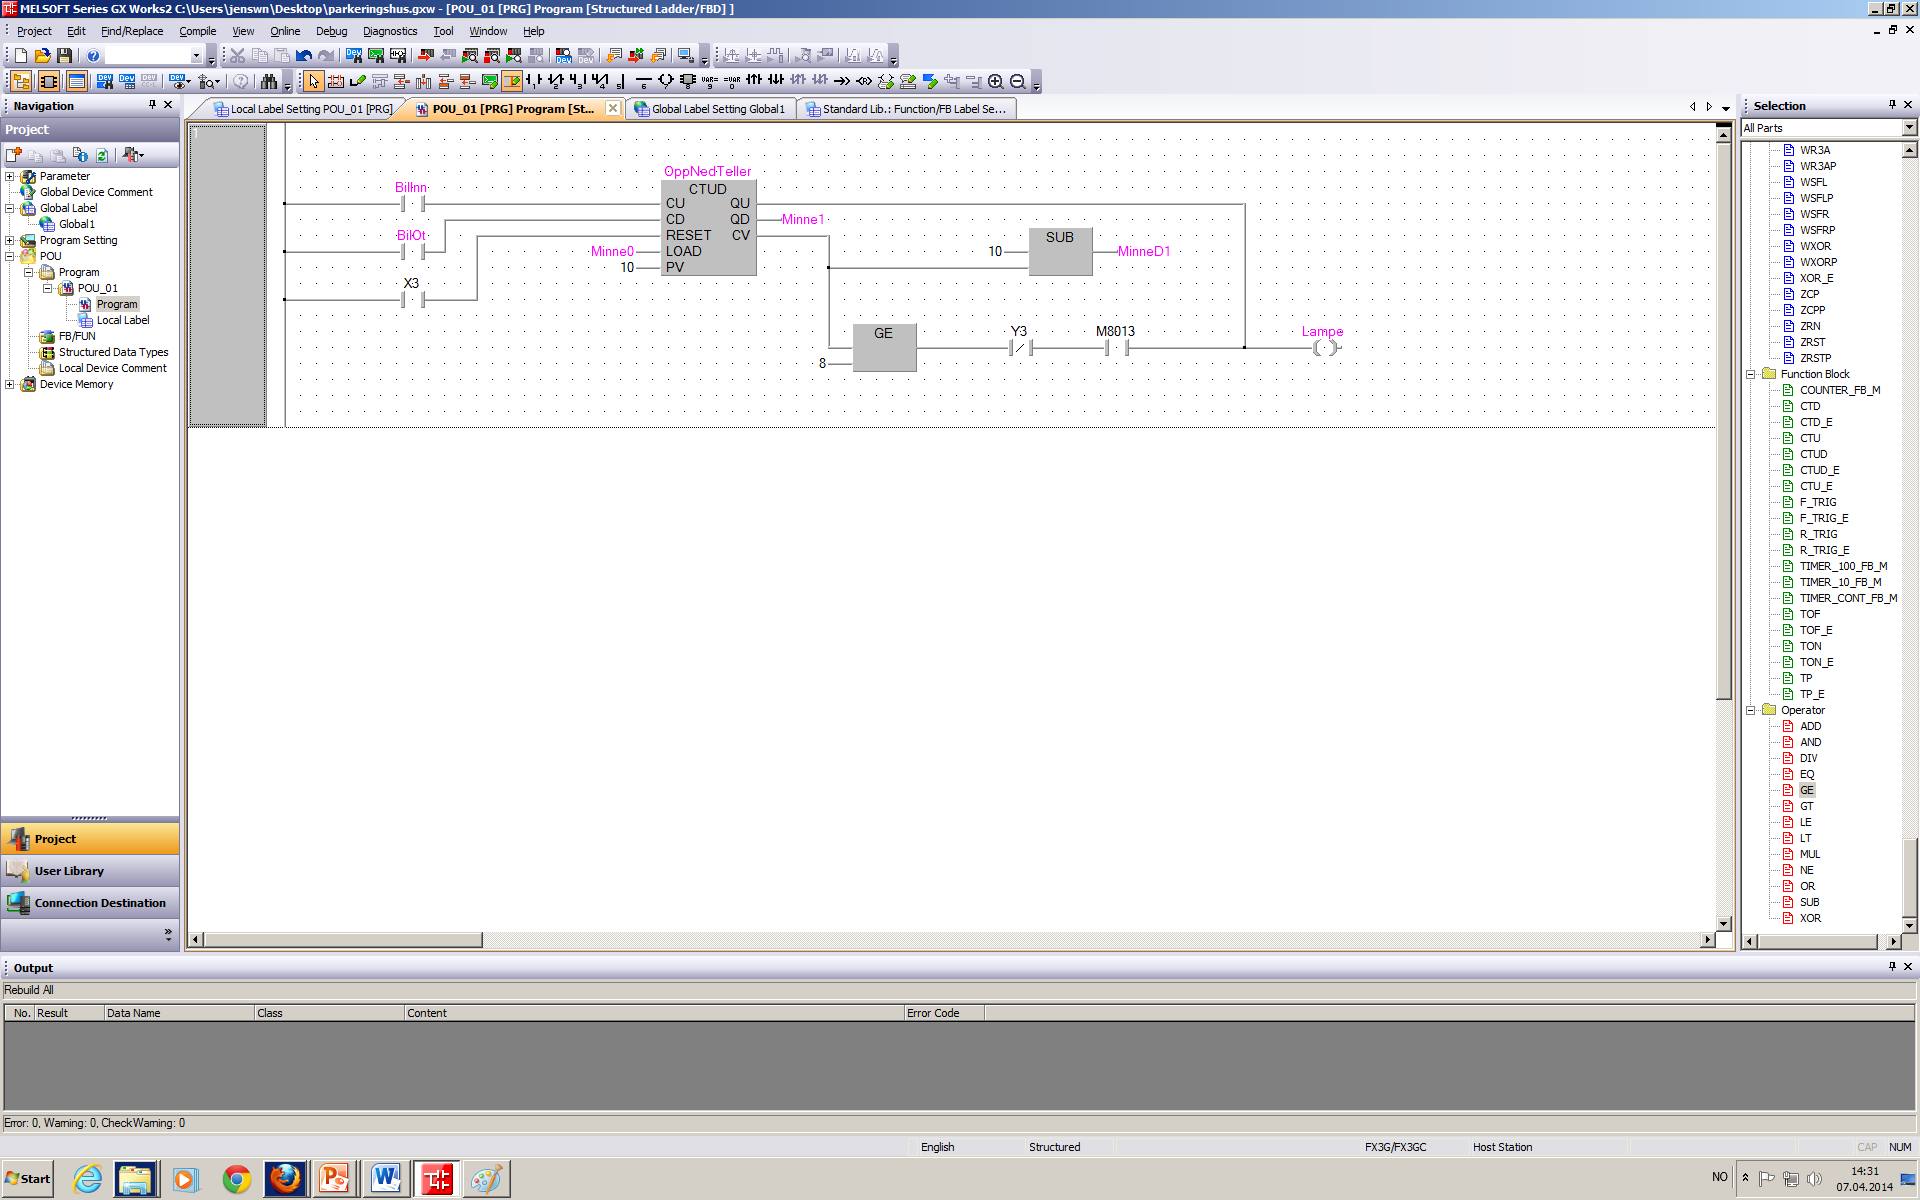 MELSOFT Series GX Works2 C:\Users\jenswn\Desktop\parkeringshus.gxw - [POU_01 [PRG] Program [Structured Ladder/FBD] ]
Project Edit Find/Replace Compile View Online Debug Diagnostics Tool Window Help
Navigation
Project
Parameter
Global Device Comment
Global Label
Global1
Program Setting
POU
Program
POU_01
Program
Local Label
FB/FUN
Structured Data Types
Local Device Comment
Device Memory
Project
User Library
Connection Destination
Local Label Setting POU_01 [PRG]
POU_01 [PRG] Program [St...
Global Label Setting Global1
Standard Lib.: Function/FB Label Se...
1
OppNedTeller
BilInn
CTUD
CU QU
CD QD Minne1
BilOt
RESET CV
Minne0 LOAD
10 PV
X3
SUB
10 MinneD1
GE
8
Y3
M8013
Lampe
Selection
All Parts
WR3A
WR3AP
WSFL
WSFLP
WSFR
WSFRP
WXOR
WXORP
XOR_E
ZCP
ZCPP
ZRN
ZRST
ZRSTP
Function Block
COUNTER_FB_M
CTD
CTD_E
CTU
CTUD
CTUD_E
CTU_E
F_TRIG
F_TRIG_E
R_TRIG
R_TRIG_E
TIMER_100_FB_M
TIMER_10_FB_M
TIMER_CONT_FB_M
TOF
TOF_E
TON
TON_E
TP
TP_E
Operator
ADD
AND
DIV
EQ
GE
GT
LE
LT
MUL
NE
OR
SUB
XOR
Output
Rebuild All
No. Result Data Name Class Content Error Code
Error: 0, Warning: 0, CheckWarning: 0
English Structured FX3G/FX3GC Host Station CAP NUM
Start
NO
14:31
07.04.2014